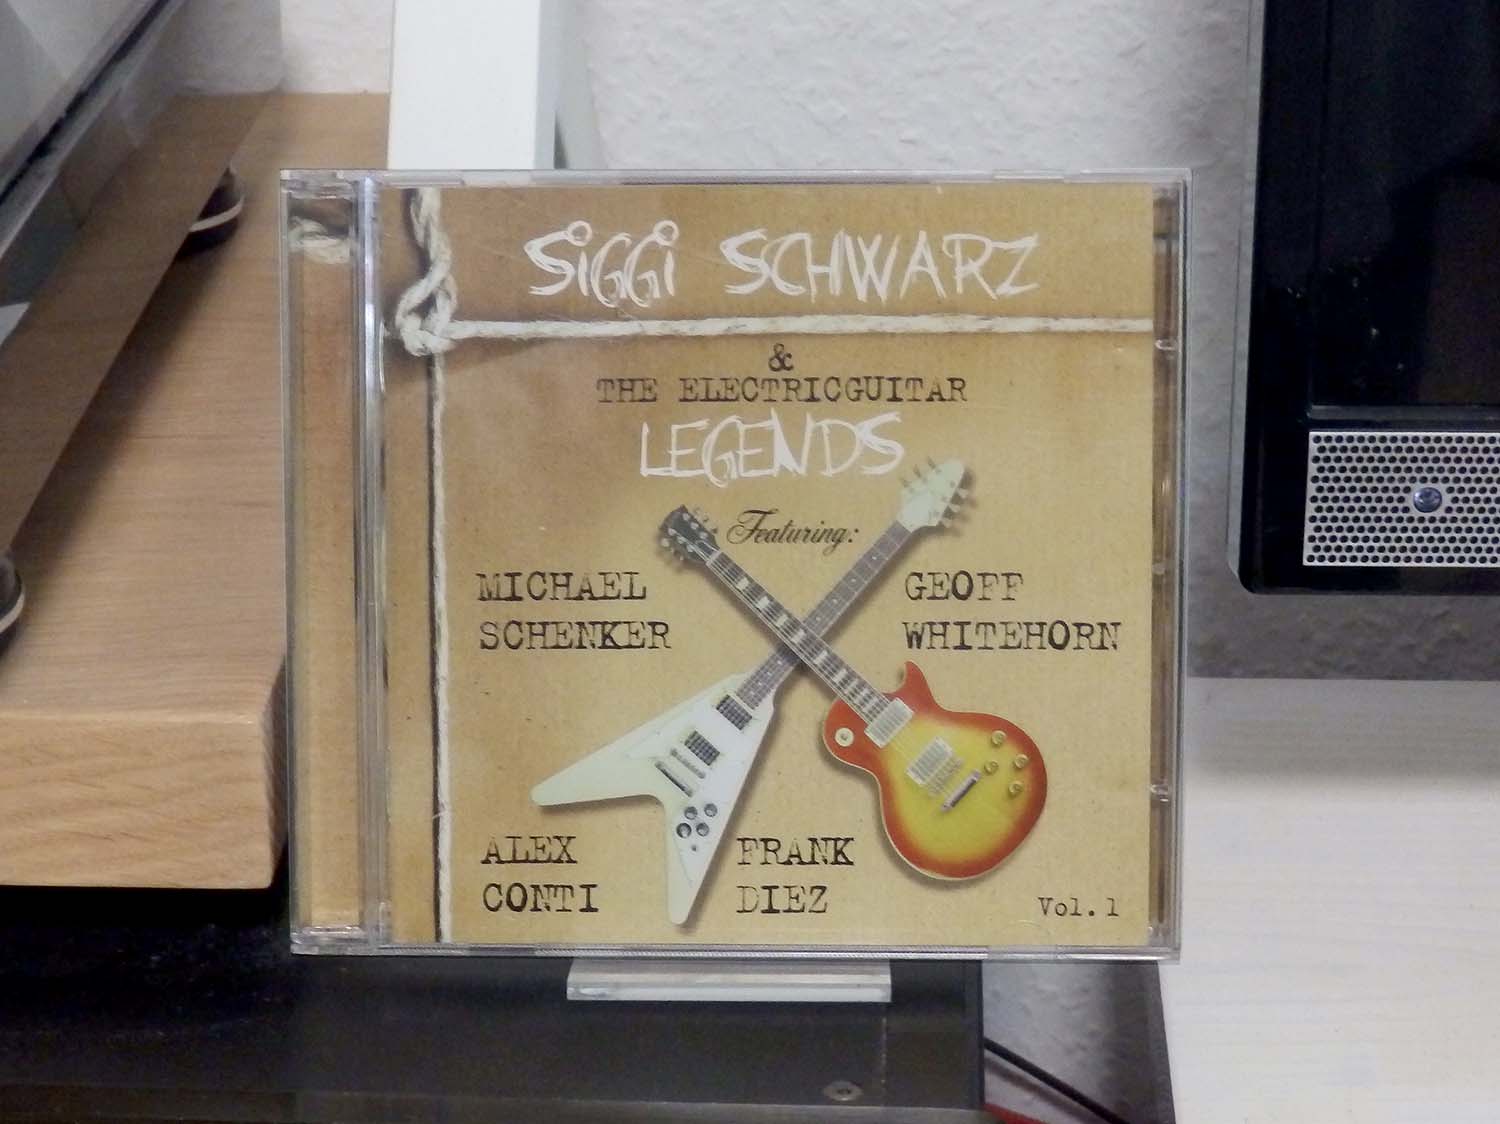 SiGGi SCHWARZ
&
THE ELECTRICGUITAR
LEGENDS
Featuring:
MICHAEL
SCHENKER
GEOFF
WHITEHORN
ALEX
CONTI
FRANK
DIEZ
Vol. 1